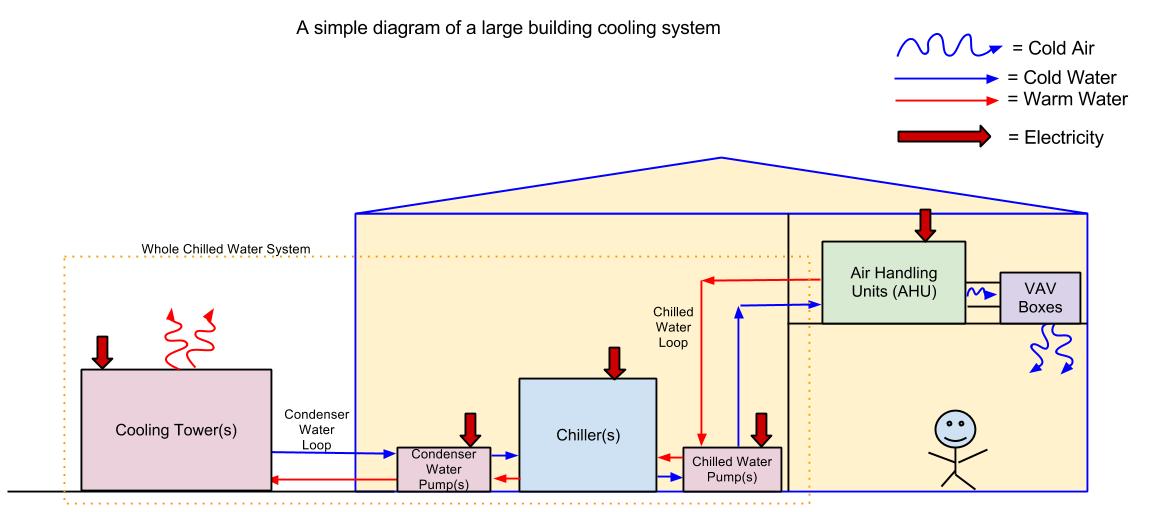 A simple diagram of a large building cooling system
= Cold Air
= Cold Water
= Warm Water
= Electricity
Whole Chilled Water System
Air Handling
Units (AHU)
VAV
Boxes
Chilled
Water
Loop
Cooling Tower(s)
Condenser
Water
Loop
Condenser
Water
Pump(s)
Chiller(s)
Chilled Water
Pump(s)